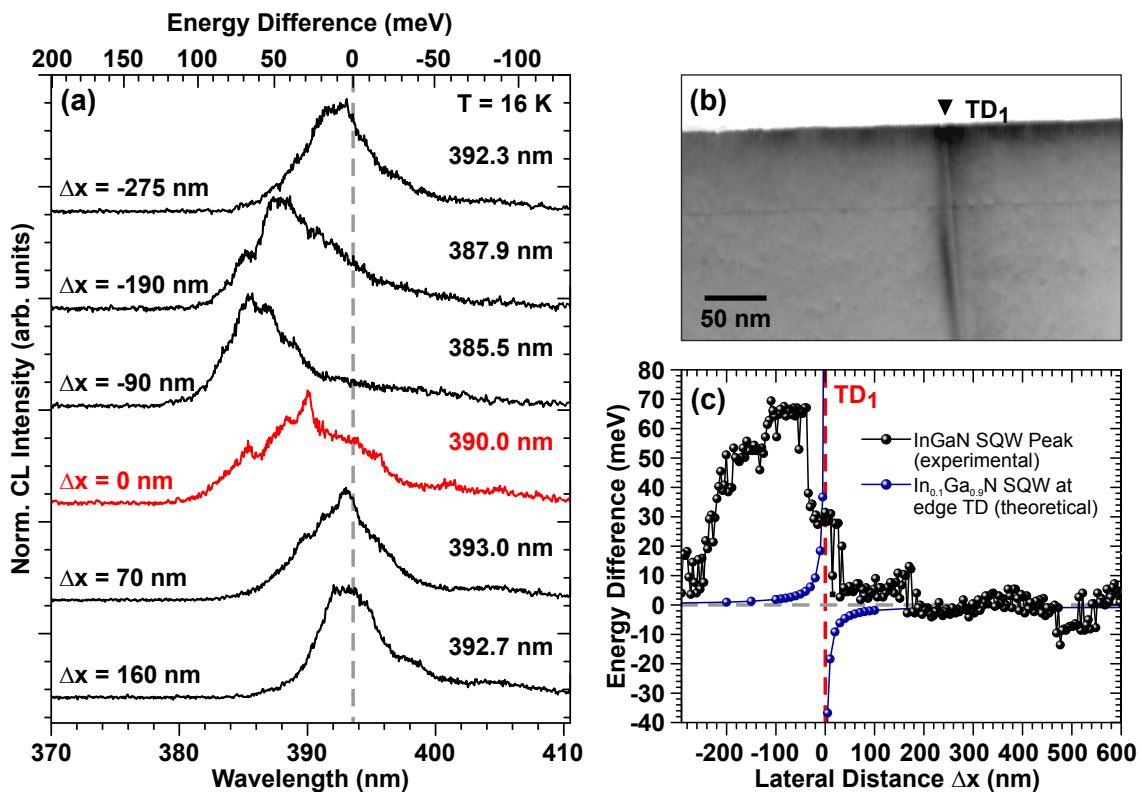 Energy Difference (meV)
200 150 100 50 0 -50 -100
(a)
T = 16 K
392.3 nm
Δx = -275 nm
387.9 nm
Δx = -190 nm
385.5 nm
Δx = -90 nm
390.0 nm
Δx = 0 nm
393.0 nm
Δx = 70 nm
392.7 nm
Δx = 160 nm
Norm. CL Intensity (arb. units)
370 380 390 400 410
Wavelength (nm)
(b)
▼ TD₁
50 nm
(c)
TD₁
InGaN SQW Peak
(experimental)
In₀.₁Ga₀.₉N SQW at
edge TD (theoretical)
Energy Difference (meV)
80
70
60
50
40
30
20
10
0
-10
-20
-30
-40
-200 -100 0 100 200 300 400 500 600
Lateral Distance Δx (nm)